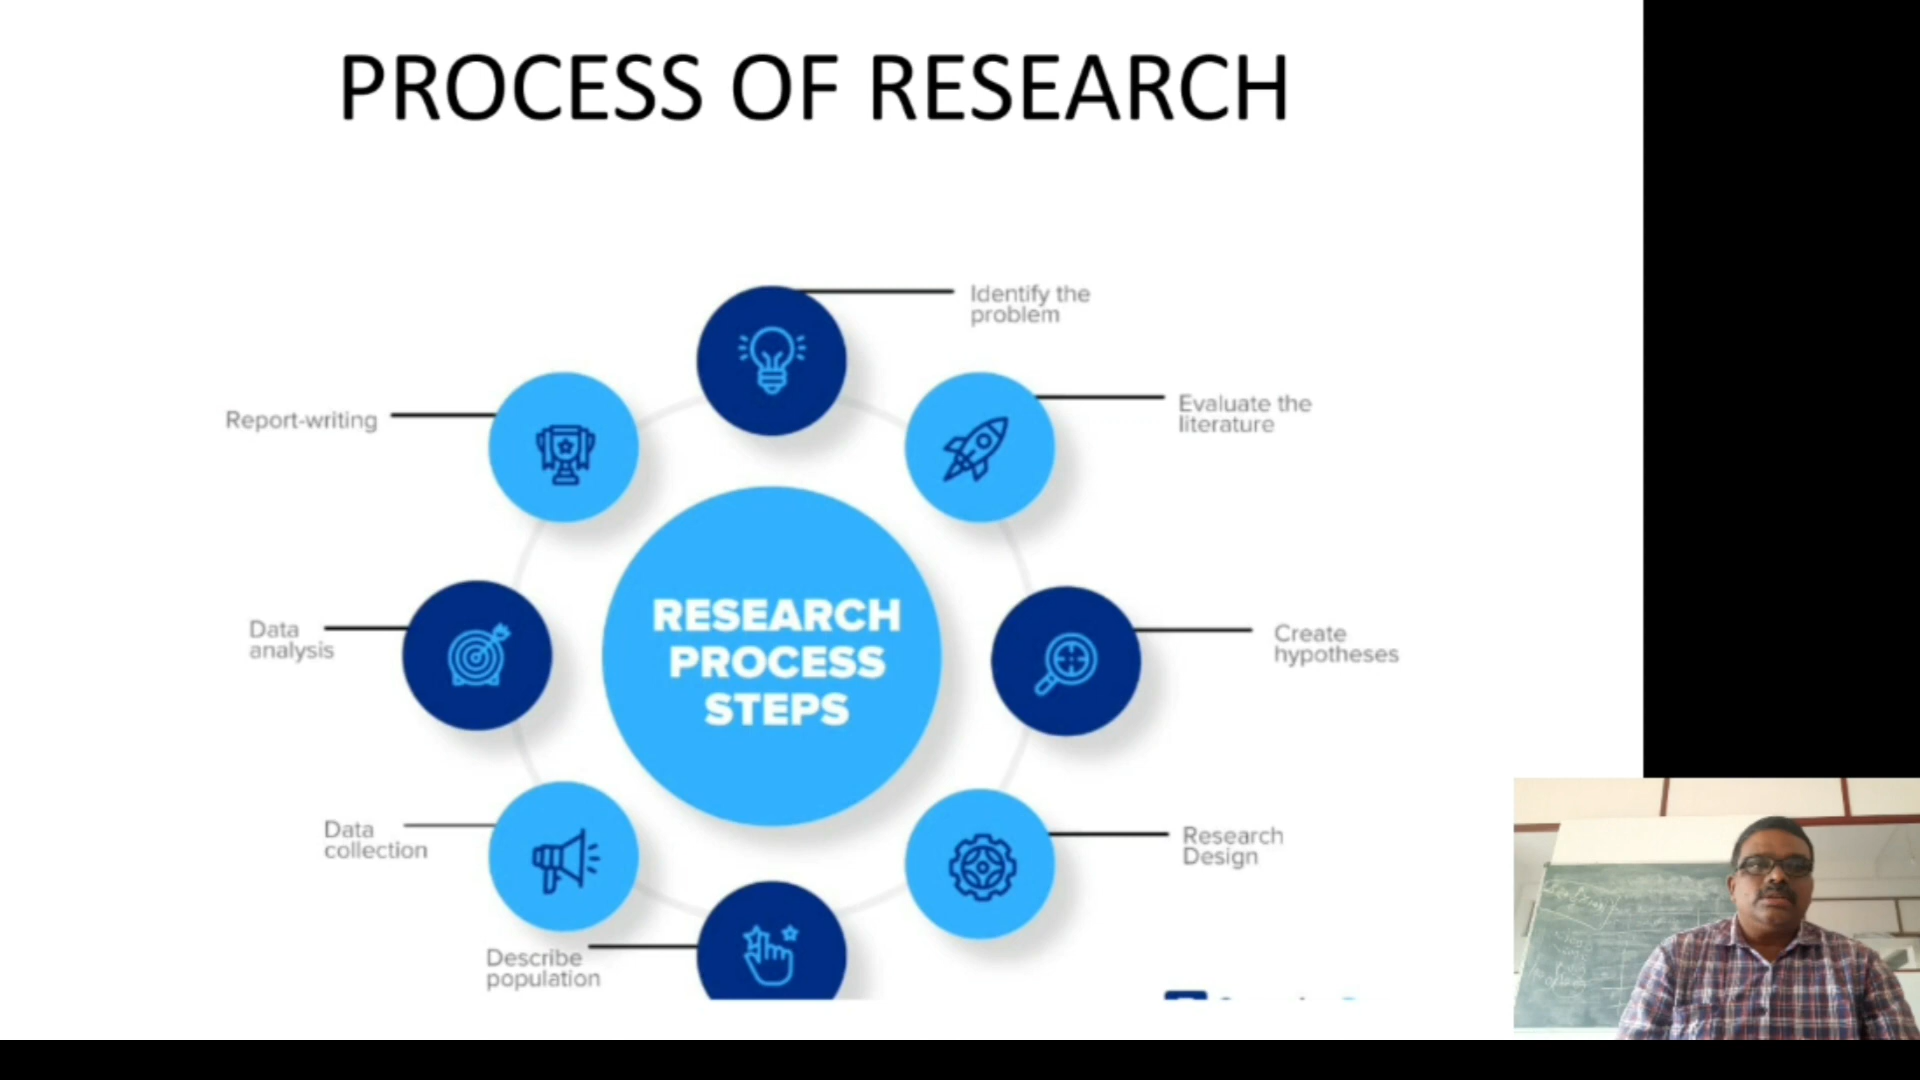 PROCESS OF RESEARCH
Identify the
problem
Evaluate the
literature
Create
hypotheses
Research
Design
Describe
population
Data
collection
Data
analysis
Report-writing
RESEARCH
PROCESS
STEPS